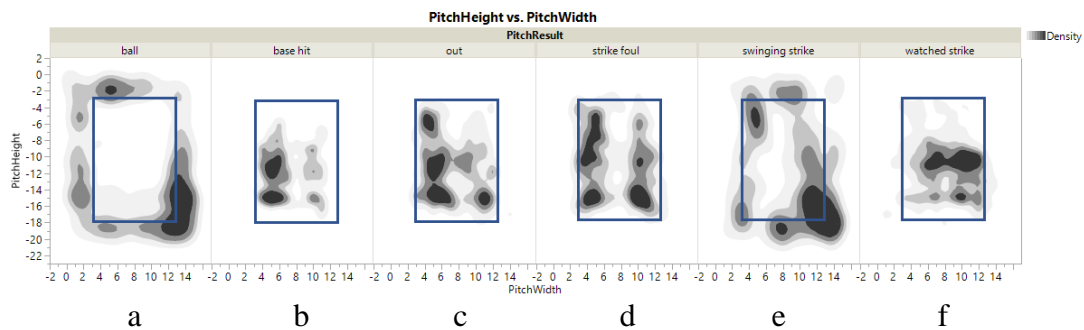 PitchHeight vs. PitchWidth
PitchResult
ball base hit out strike foul swinging strike watched strike
Density
PitchHeight
2
0
-2
-4
-6
-8
-10
-12
-14
-16
-18
-20
-22
-2 0 2 4 6 8 10 12 14 -2 0 2 4 6 8 10 12 14 -2 0 2 4 6 8 10 12 14 -2 0 2 4 6 8 10 12 14 -2 0 2 4 6 8 10 12 14 -2 0 2 4 6 8 10 12 14
PitchWidth
a b c d e f